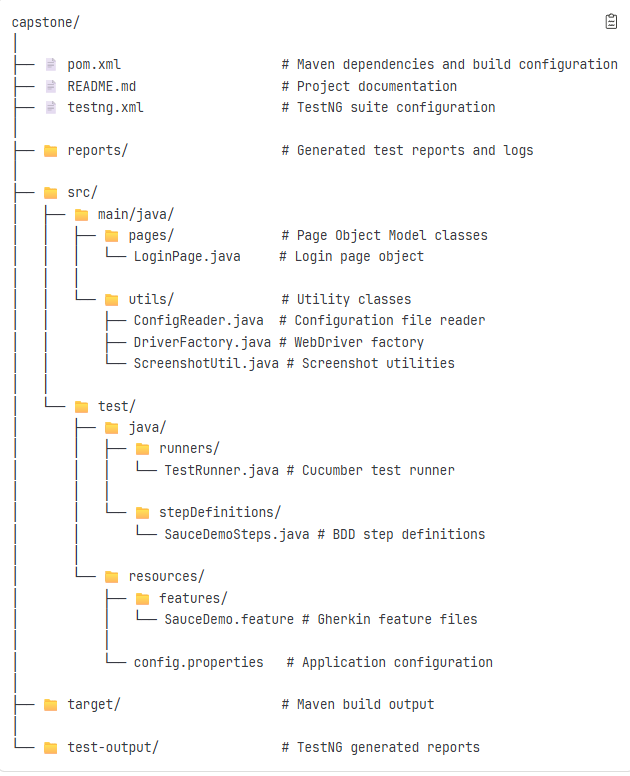 capstone/
│
├── 📄 pom.xml                     # Maven dependencies and build configuration
├── 📄 README.md                   # Project documentation
├── 📄 testng.xml                  # TestNG suite configuration
│
├── 📁 reports/                    # Generated test reports and logs
│
├── 📁 src/
│   ├── 📁 main/java/
│   │   ├── 📁 pages/              # Page Object Model classes
│   │   │   └── LoginPage.java     # Login page object
│   │   │
│   │   └── 📁 utils/              # Utility classes
│   │       ├── ConfigReader.java  # Configuration file reader
│   │       ├── DriverFactory.java # WebDriver factory
│   │       └── ScreenshotUtil.java # Screenshot utilities
│   │
│   └── 📁 test/
│       ├── 📁 java/
│       │   ├── 📁 runners/
│       │   │   └── TestRunner.java # Cucumber test runner
│       │   │
│       │   └── 📁 stepDefinitions/
│       │       └── SauceDemoSteps.java # BDD step definitions
│       │
│       └── 📁 resources/
│           ├── 📁 features/
│           │   └── SauceDemo.feature # Gherkin feature files
│           │
│           └── config.properties   # Application configuration
│
├── 📁 target/                     # Maven build output
│
└── 📁 test-output/                # TestNG generated reports